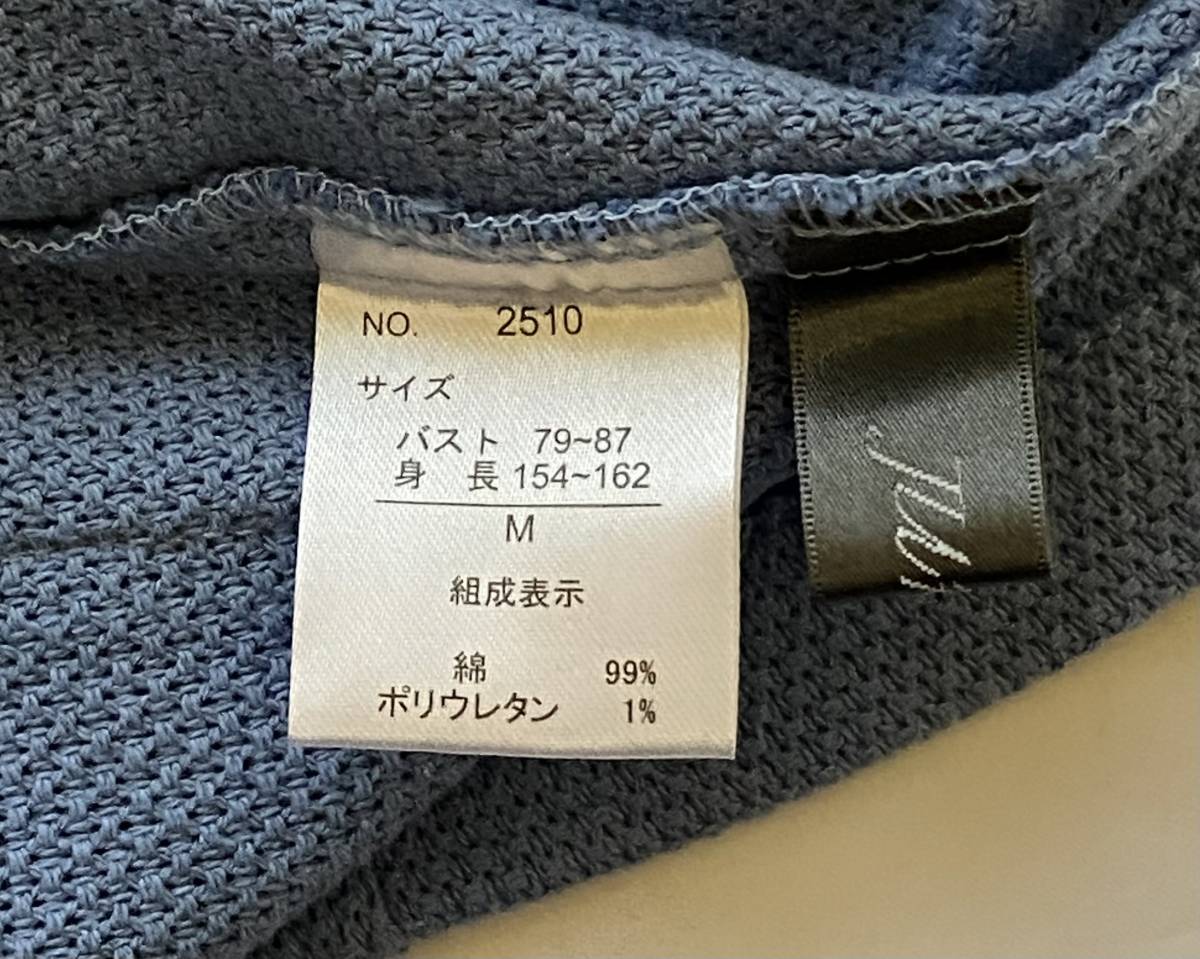 NO. 2510
サイズ
バスト 79~87
身 長 154~162
M
組成表示
綿 99%
ポリウレタン 1%